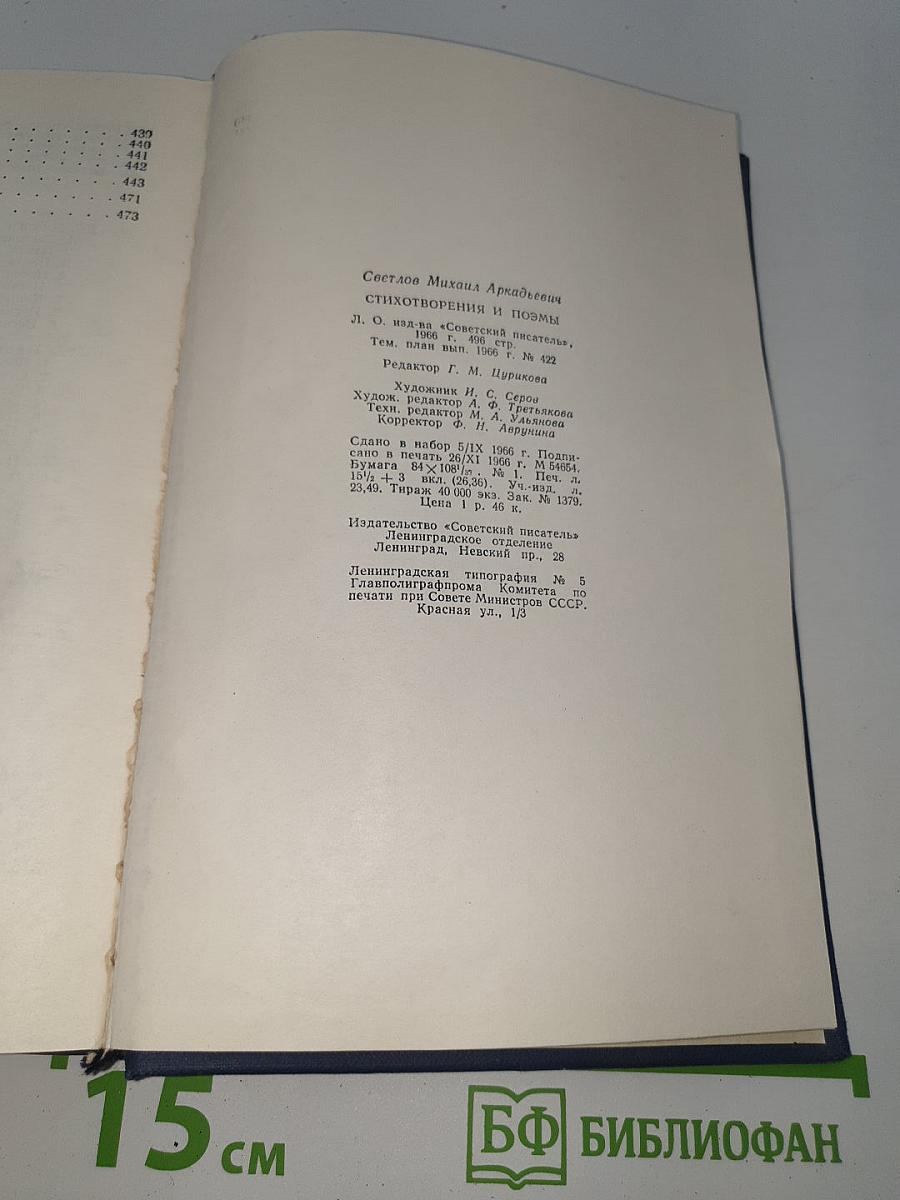 439
440
441
442
443
471
473
Светлов Михаил Аркадьевич
СТИХОТВОРЕНИЯ И ПОЭМЫ
Л. О. изд-ва «Советский писатель»,
1966 г. 496 стр.
Тем. план вып. 1966 г. № 422
Редактор Г. М. Цурикова
Художник И. С. Серов
Худож. редактор А. Ф. Третьякова
Техн. редактор М. А. Ульянова
Корректор Ф. Н. Аврунина
Сдано в набор 5/IX 1966 г. Подпи-
сано в печать 26/XI 1966 г. М 54654.
Бумага 84×108¹/₃₂. № 1. Печ. л.
15¹/₂ + 3 вкл. (26,36). Уч.-изд. л.
23,49. Тираж 40 000 экз. Зак. № 1379.
Цена 1 р. 46 к.
Издательство «Советский писатель»
Ленинградское отделение
Ленинград, Невский пр., 28
Ленинградская типография № 5
Главполиграфпрома Комитета по
печати при Совете Министров СССР.
Красная ул., 1/3
15 см
БФ БИБЛИОФАН